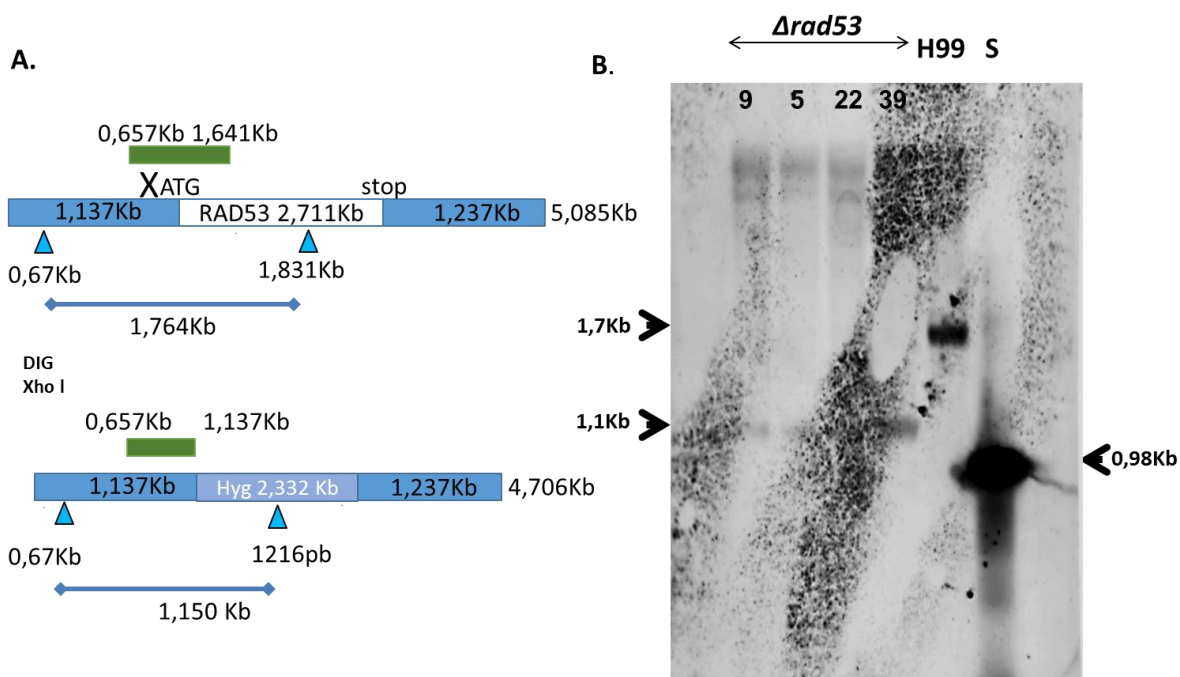 A.
0,657Kb 1,641Kb
XATG stop
1,137Kb RAD53 2,711Kb 1,237Kb 5,085Kb
0,67Kb 1,831Kb
1,764Kb
DIG
Xho I
0,657Kb 1,137Kb
1,137Kb Hyg 2,332 Kb 1,237Kb 4,706Kb
0,67Kb 1216pb
1,150 Kb
B.
Δrad53 H99 S
9 5 22 39
1,7Kb
1,1Kb
0,98Kb